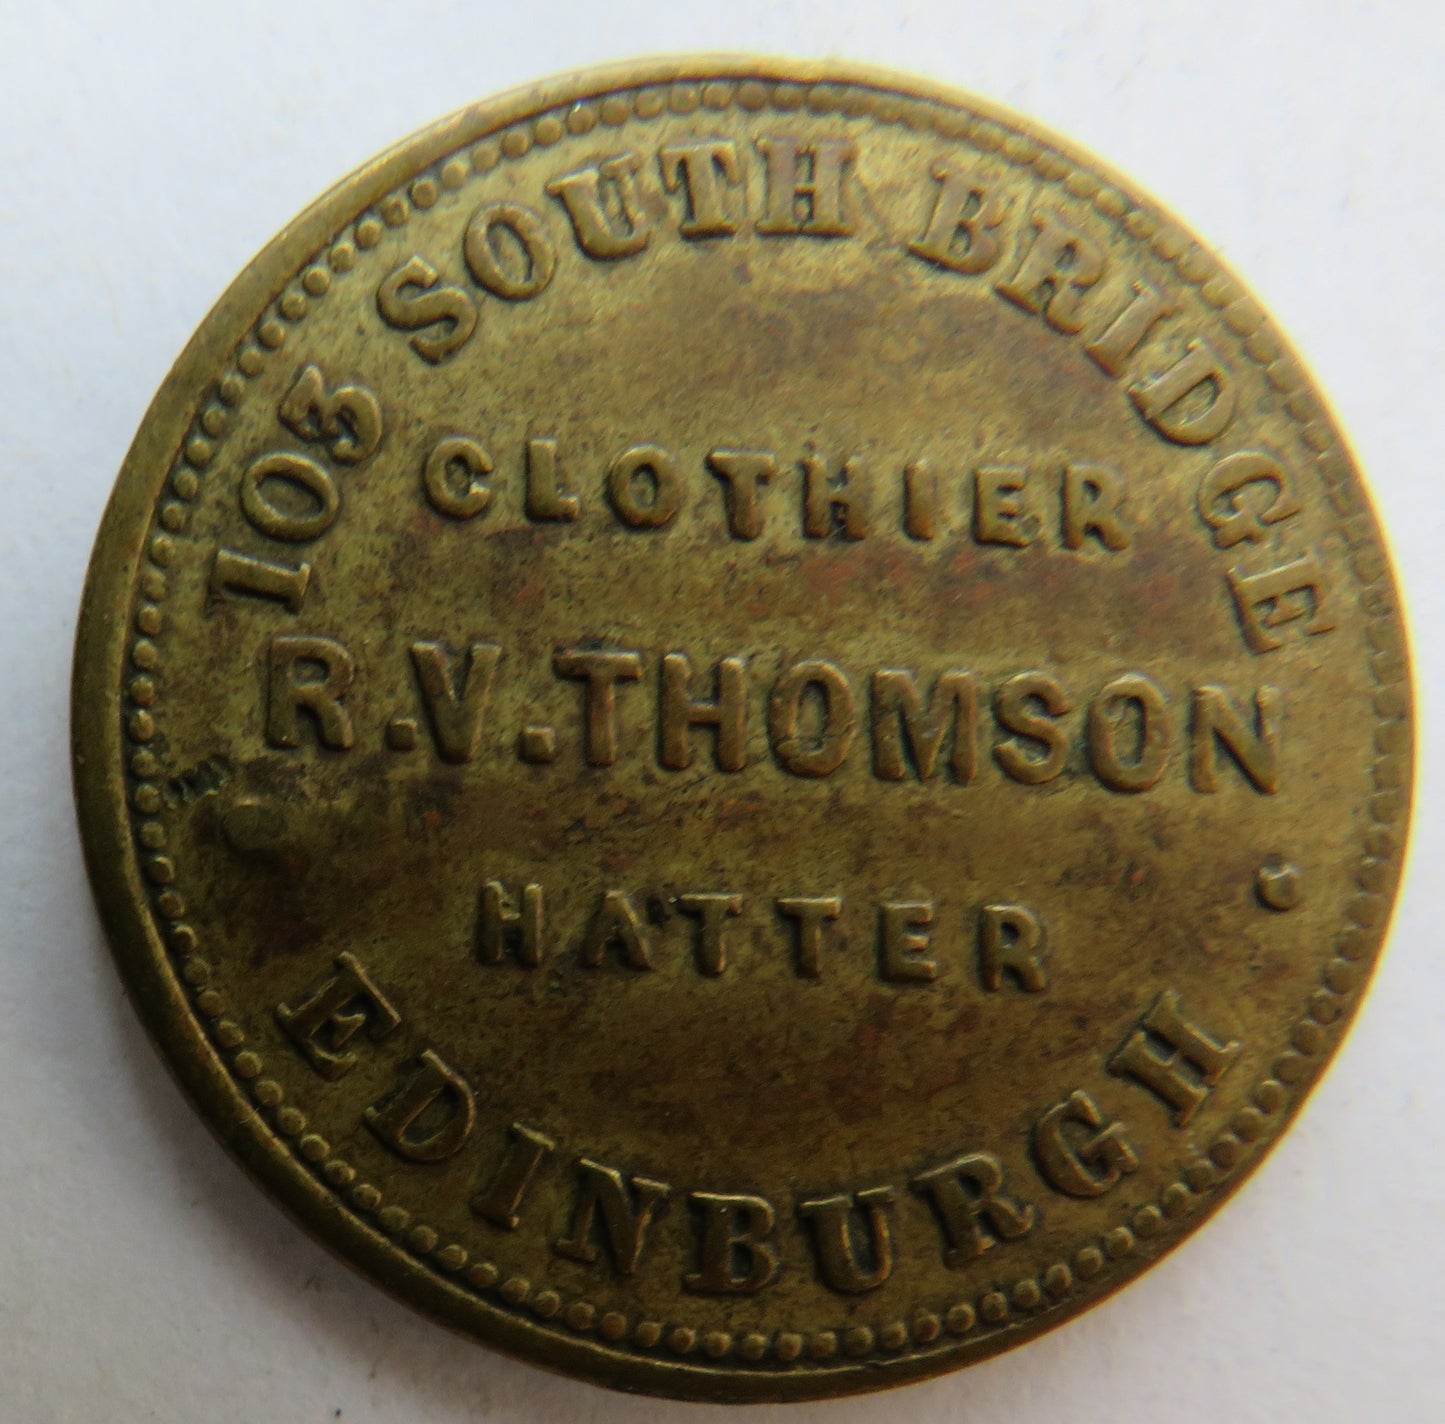 103 SOUTH BRIDGE
CLOTHIER
R.V.THOMSON
HATTER
EDINBURGH